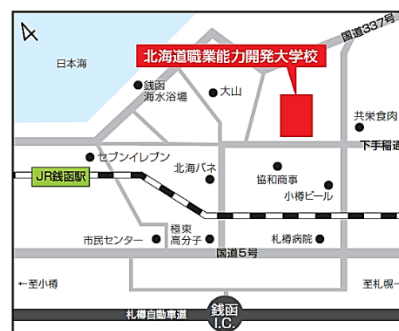 国道337号
北海道職業能力開発大学校
日本海
銭函
海水浴場
大山
共栄食肉
下手稲通
セブンイレブン
JR銭函駅
北海バネ
協和商事
小樽ビール
市民センター
極東
高分子
札樽病院
国道5号
←至小樽
至札幌→
札樽自動車道
銭函
I.C.